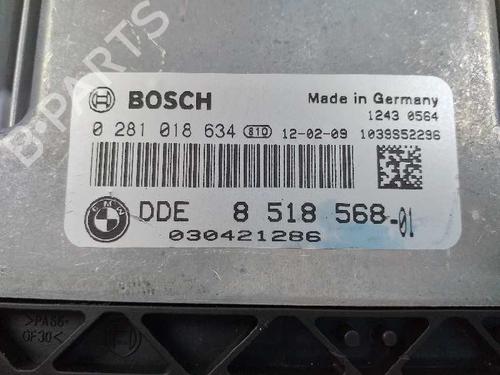 B-PARTS
BOSCH
Made in Germany
1243 0564
0 281 018 634 810 12-02-09 1039S52296
BMW
DDE 8 518 568-01
030421286
>PA66-
GF30<